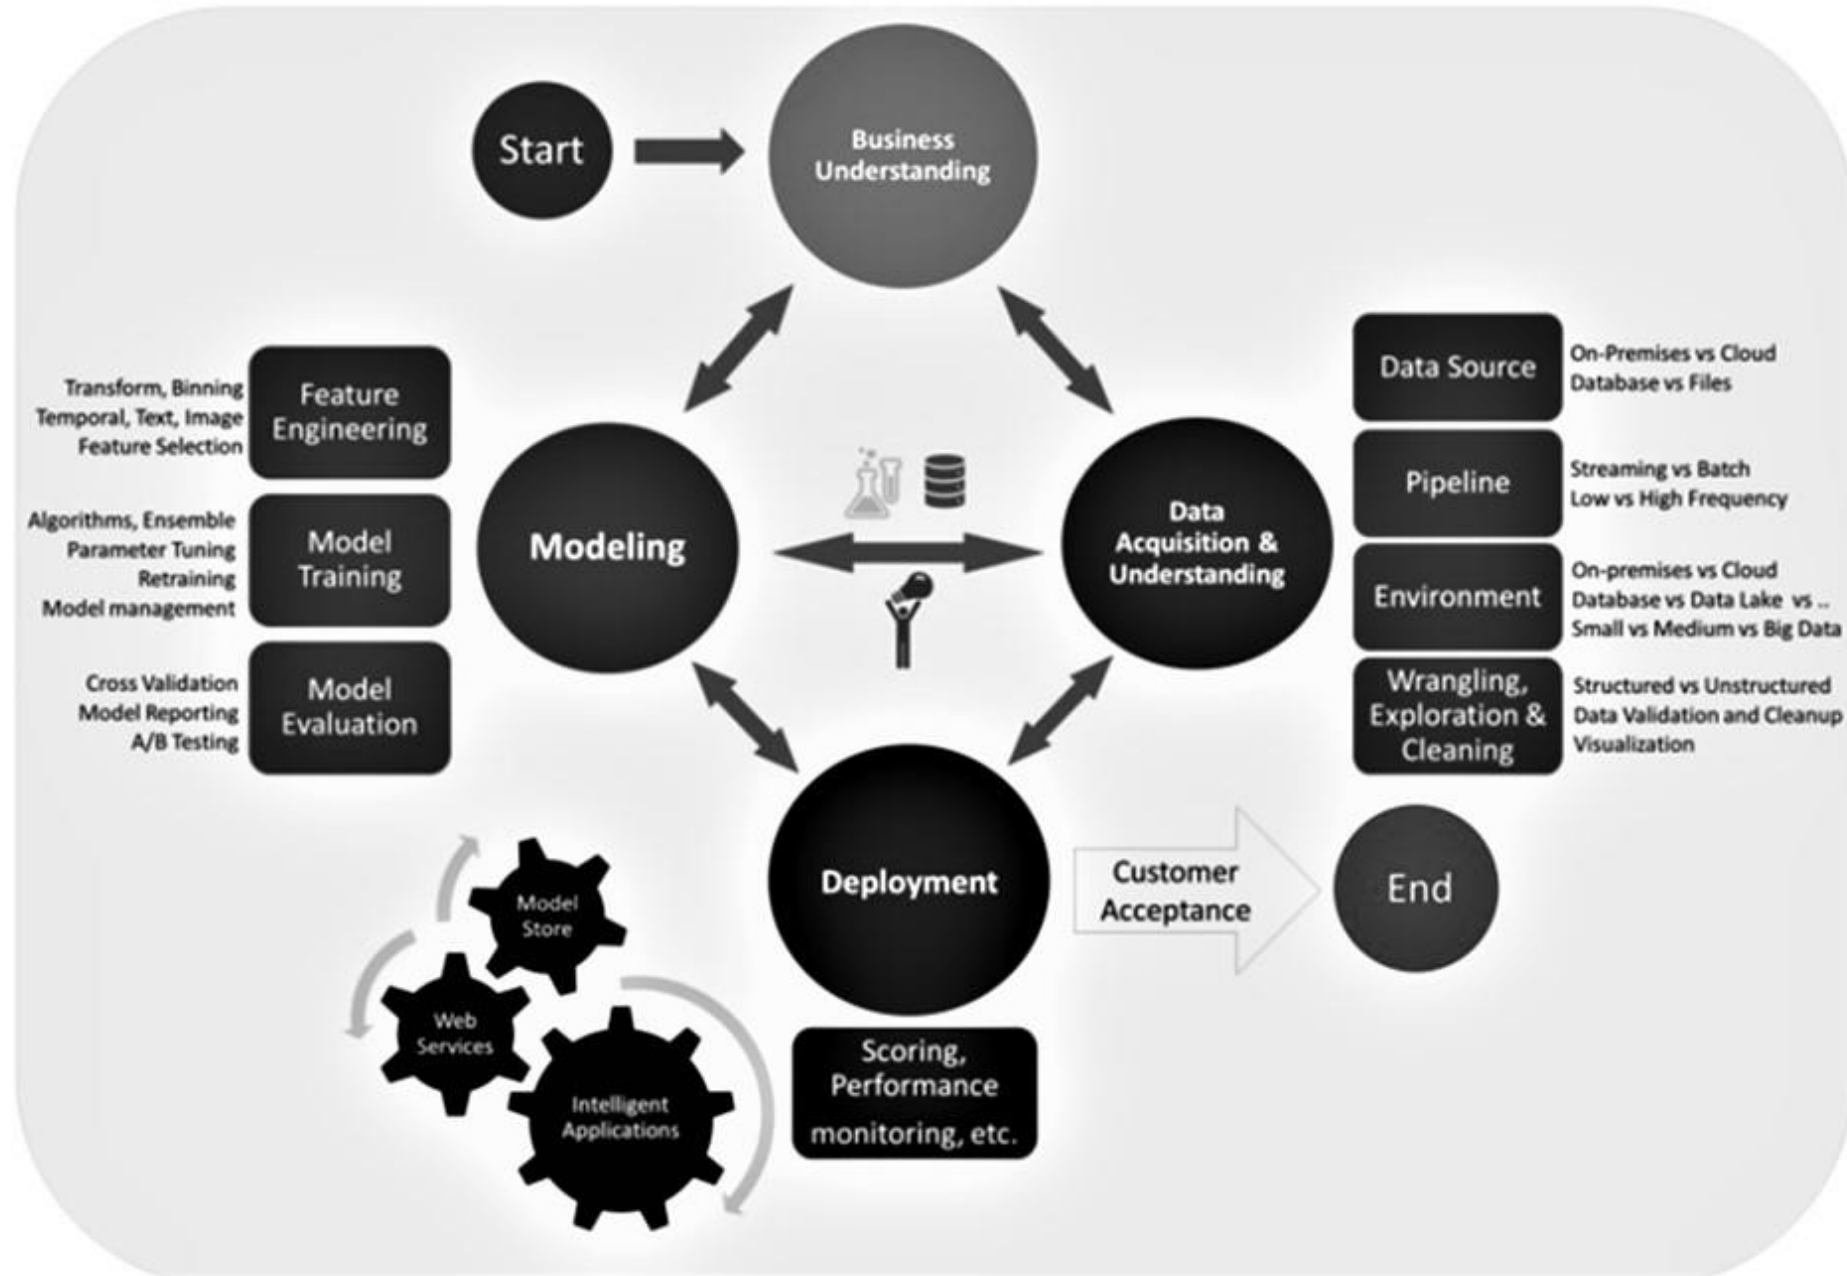 Start
Business
Understanding
Feature
Engineering
Transform, Binning
Temporal, Text, Image
Feature Selection
Model
Training
Algorithms, Ensemble
Parameter Tuning
Retraining
Model management
Model
Evaluation
Cross Validation
Model Reporting
A/B Testing
Modeling
Data
Acquisition &
Understanding
Data Source
On-Premises vs Cloud
Database vs Files
Pipeline
Streaming vs Batch
Low vs High Frequency
Environment
On-premises vs Cloud
Database vs Data Lake vs ..
Small vs Medium vs Big Data
Wrangling,
Exploration &
Cleaning
Structured vs Unstructured
Data Validation and Cleanup
Visualization
Deployment
Customer
Acceptance
End
Model
Store
Web
Services
Intelligent
Applications
Scoring,
Performance
monitoring, etc.